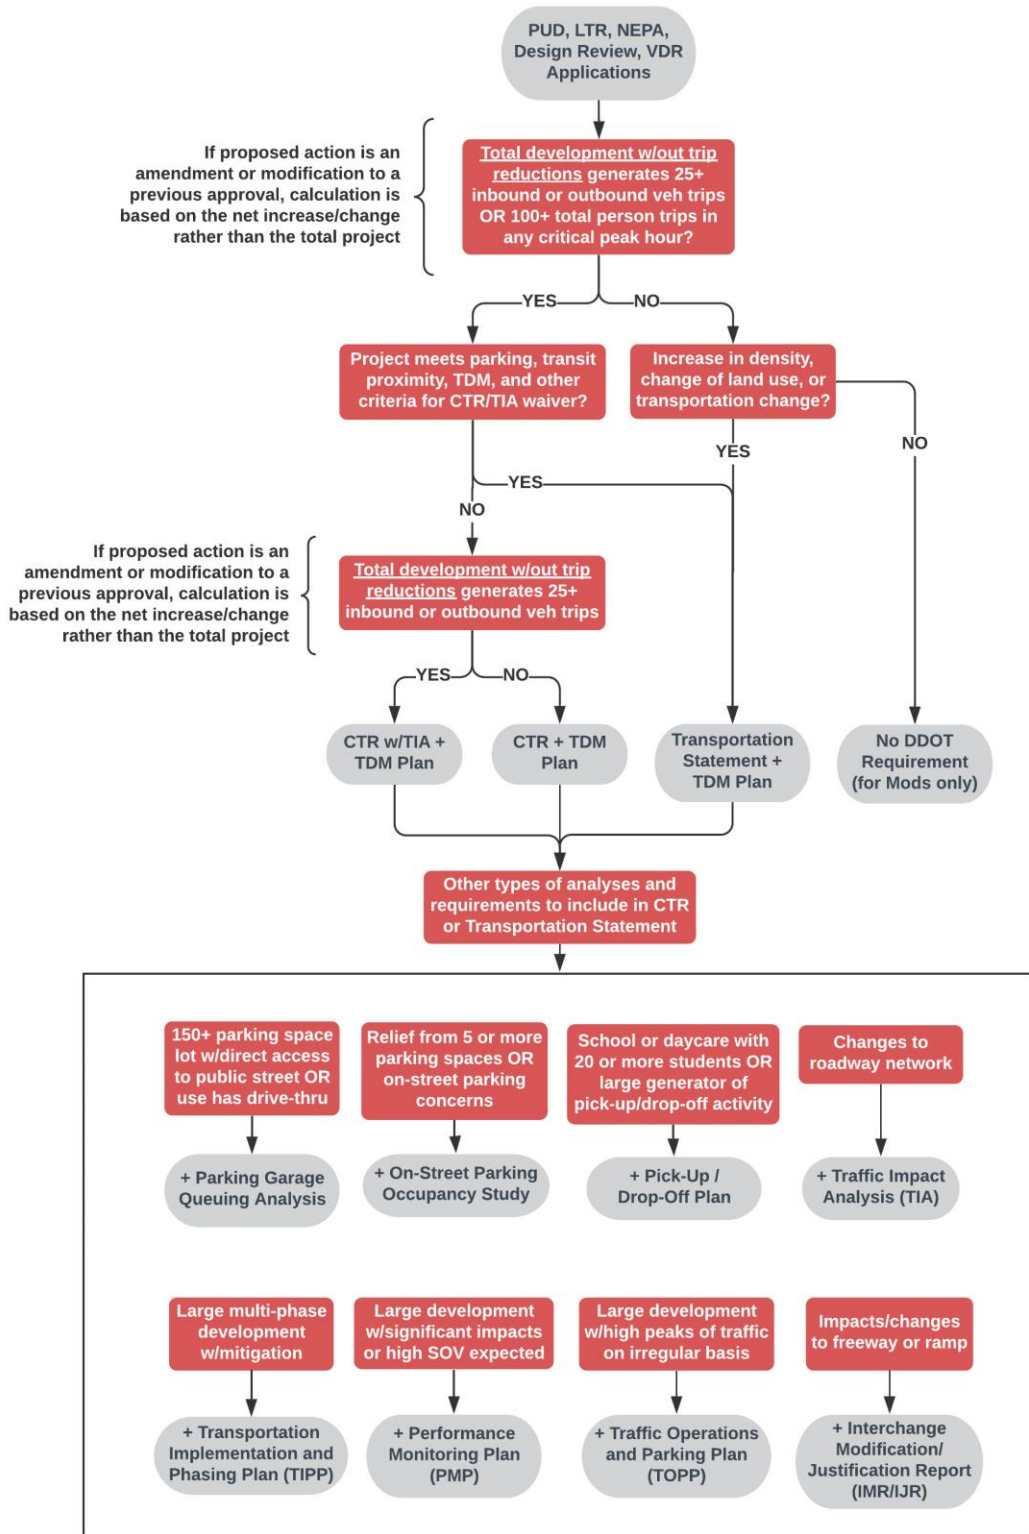 PUD, LTR, NEPA,
Design Review, VDR
Applications
If proposed action is an
amendment or modification to a
previous approval, calculation is
based on the net increase/change
rather than the total project
Total development w/out trip
reductions generates 25+
inbound or outbound veh trips
OR 100+ total person trips in
any critical peak hour?
YES
NO
Project meets parking, transit
proximity, TDM, and other
criteria for CTR/TIA waiver?
Increase in density,
change of land use, or
transportation change?
YES
NO
YES
NO
If proposed action is an
amendment or modification to a
previous approval, calculation is
based on the net increase/change
rather than the total project
Total development w/out trip
reductions generates 25+
inbound or outbound veh trips
YES
NO
CTR w/TIA +
TDM Plan
CTR + TDM
Plan
Transportation
Statement +
TDM Plan
No DDOT
Requirement
(for Mods only)
Other types of analyses and
requirements to include in CTR
or Transportation Statement
150+ parking space
lot w/direct access
to public street OR
use has drive-thru
Relief from 5 or more
parking spaces OR
on-street parking
concerns
School or daycare with
20 or more students OR
large generator of
pick-up/drop-off activity
Changes to
roadway network
+ Parking Garage
Queuing Analysis
+ On-Street Parking
Occupancy Study
+ Pick-Up /
Drop-Off Plan
+ Traffic Impact
Analysis (TIA)
Large multi-phase
development
w/mitigation
Large development
w/significant impacts
or high SOV expected
Large development
w/high peaks of traffic
on irregular basis
Impacts/changes
to freeway or ramp
+ Transportation
Implementation and
Phasing Plan (TIPP)
+ Performance
Monitoring Plan
(PMP)
+ Traffic Operations
and Parking Plan
(TOPP)
+ Interchange
Modification/
Justification Report
(IMR/IJR)